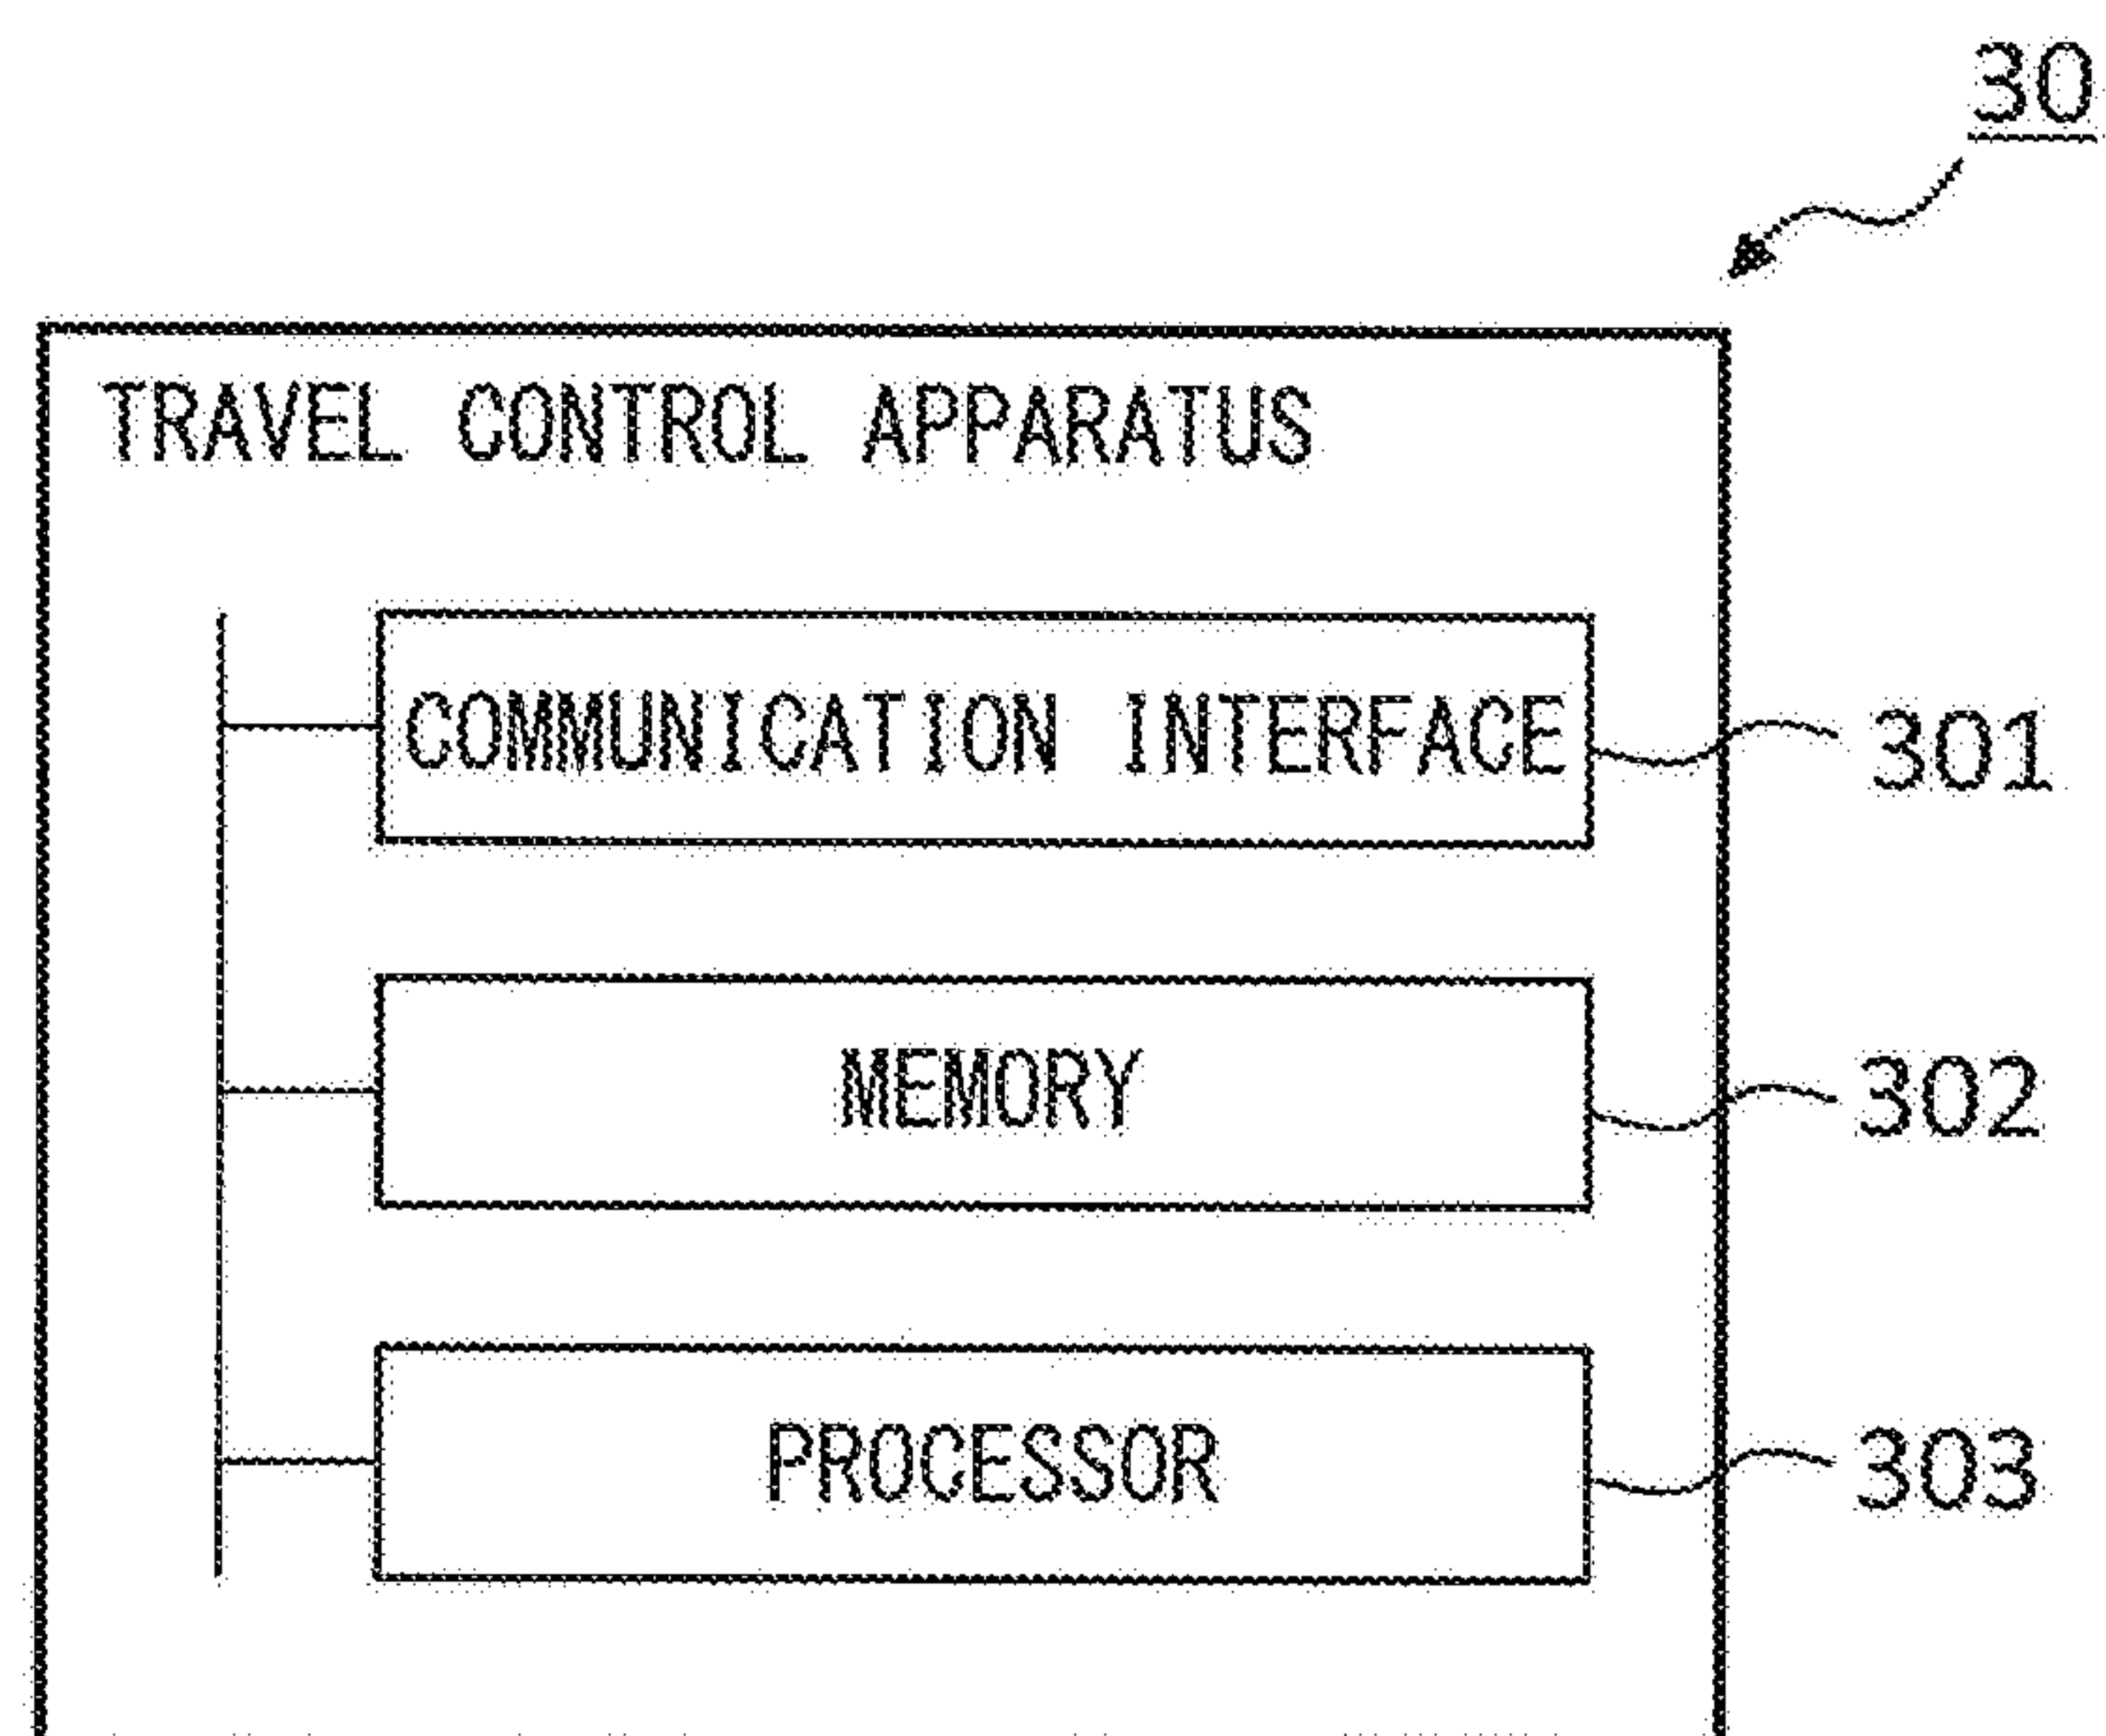 30
TRAVEL CONTROL APPARATUS
COMMUNICATION INTERFACE 301
MEMORY 302
PROCESSOR 303